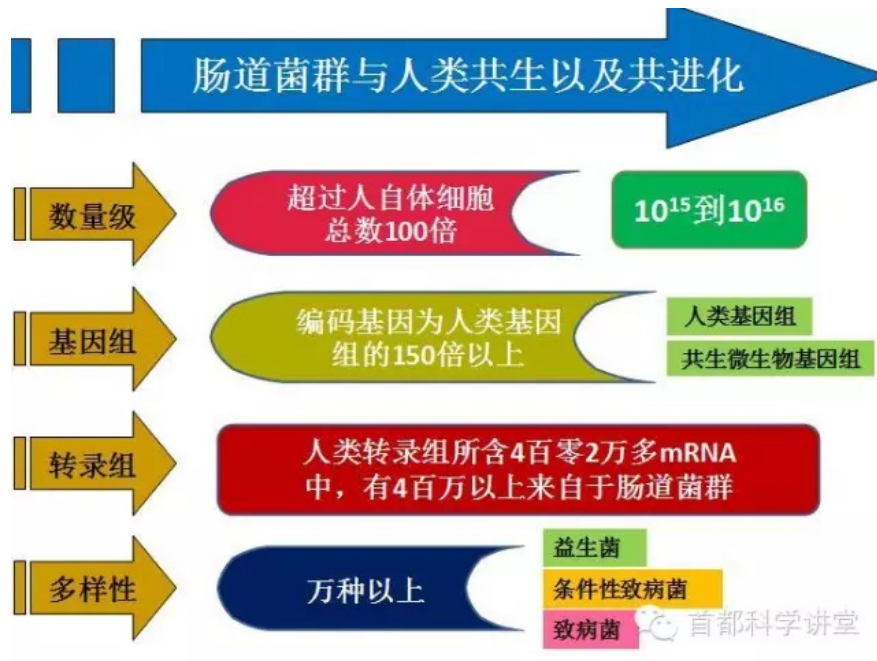 肠道菌群与人类共生以及共进化
数量级
超过人自体细胞
总数100倍
10¹⁵到10¹⁶
基因组
编码基因为人类基因
组的150倍以上
人类基因组
共生微生物基因组
转录组
人类转录组所含4百零2万多mRNA
中，有4百万以上来自于肠道菌群
多样性
万种以上
益生菌
条件性致病菌
致病菌
首都科学讲堂